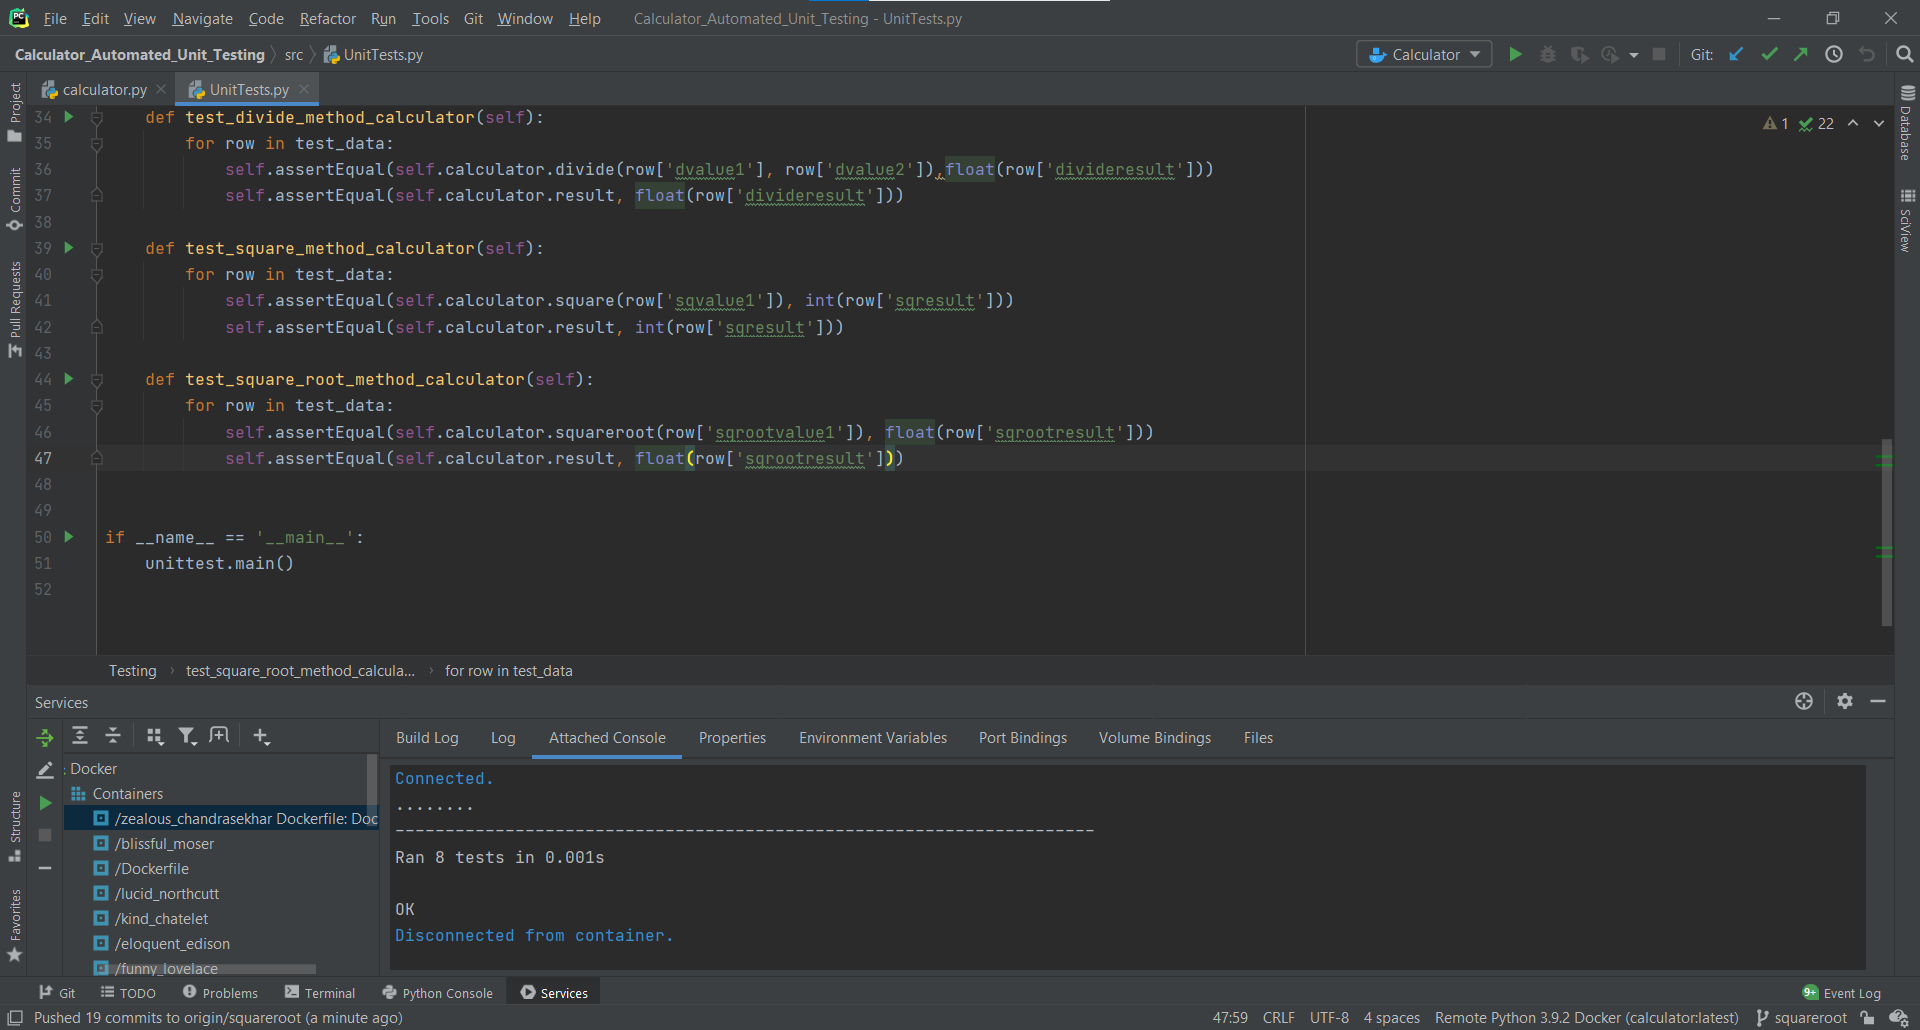 PC File Edit View Navigate Code Refactor Run Tools Git Window Help Calculator_Automated_Unit_Testing - UnitTests.py
Calculator_Automated_Unit_Testing src UnitTests.py Calculator Git:
calculator.py UnitTests.py
34 def test_divide_method_calculator(self):
35 for row in test_data:
36 self.assertEqual(self.calculator.divide(row['dvalue1'], row['dvalue2']),float(row['divideresult']))
37 self.assertEqual(self.calculator.result, float(row['divideresult']))
38
39 def test_square_method_calculator(self):
40 for row in test_data:
41 self.assertEqual(self.calculator.square(row['sqvalue1']), int(row['sqresult']))
42 self.assertEqual(self.calculator.result, int(row['sqresult']))
43
44 def test_square_root_method_calculator(self):
45 for row in test_data:
46 self.assertEqual(self.calculator.squareroot(row['sqrootvalue1']), float(row['sqrootresult']))
47 self.assertEqual(self.calculator.result, float(row['sqrootresult']))
48
49
50 if __name__ == '__main__':
51 unittest.main()
52
1 22
Project
Commit
Pull Requests
Structure
Favorites
Database
SciView
Testing test_square_root_method_calcula... for row in test_data
Services
Build Log Log Attached Console Properties Environment Variables Port Bindings Volume Bindings Files
Docker
Containers
/zealous_chandrasekhar Dockerfile: Doc
/blissful_moser
/Dockerfile
/lucid_northcutt
/kind_chatelet
/eloquent_edison
/funny_lovelace
Connected.
........
----------------------------------------------------------------------
Ran 8 tests in 0.001s
OK
Disconnected from container.
Git TODO Problems Terminal Python Console Services 9+ Event Log
Pushed 19 commits to origin/squareroot (a minute ago) 47:59 CRLF UTF-8 4 spaces Remote Python 3.9.2 Docker (calculator:latest) squareroot